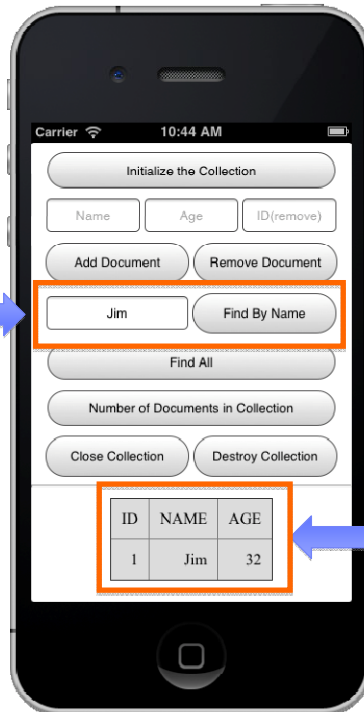 Carrier 10:44 AM
Initialize the Collection
Name Age ID(remove)
Add Document Remove Document
Jim Find By Name
Find All
Number of Documents in Collection
Close Collection Destroy Collection
ID NAME AGE
1 Jim 32